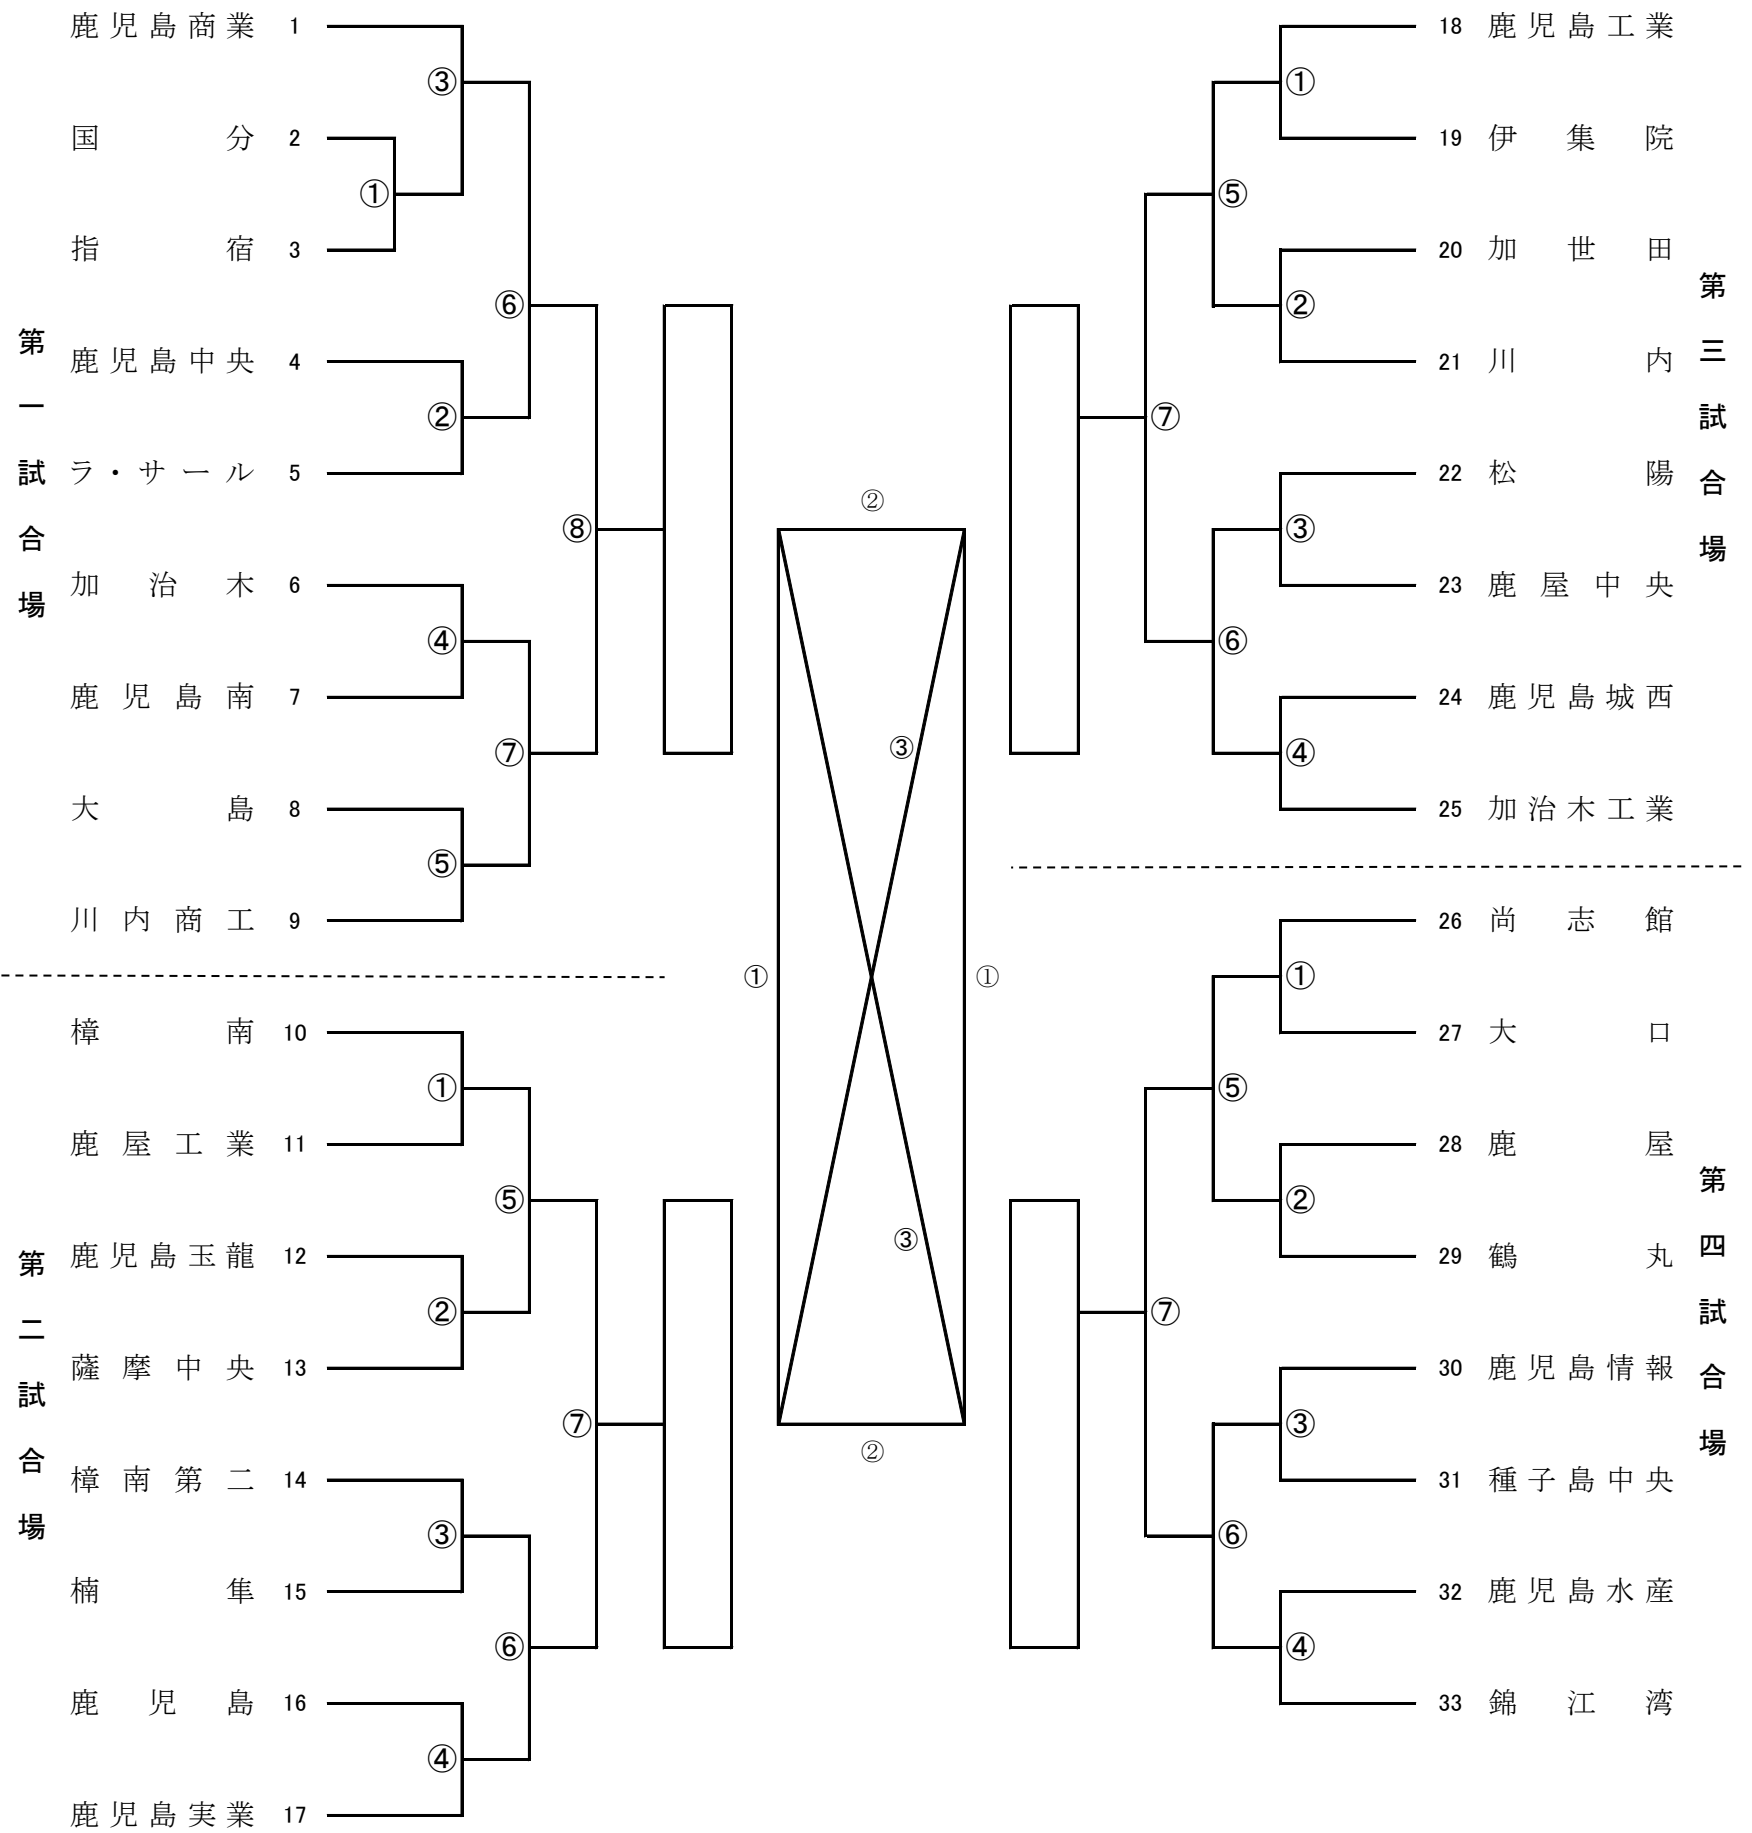 第一試合場
鹿児島商業 1
国分 2
指宿 3
鹿児島中央 4
ラ・サール 5
加治木 6
鹿児島南 7
大島 8
川内商工 9
③
①
⑥
②
⑧
④
⑦
⑤
第二試合場
樟南 10
鹿屋工業 11
鹿児島玉龍 12
薩摩中央 13
樟南第二 14
楠隼 15
鹿児島 16
鹿児島実業 17
①
⑤
②
⑦
③
⑥
④
②
③
①
①
③
②
第三試合場
18 鹿児島工業
19 伊集院
20 加世田
21 川内
22 松陽
23 鹿屋中央
24 鹿児島城西
25 加治木工業
①
⑤
②
⑦
③
⑥
④
第四試合場
26 尚志館
27 大口
28 鹿屋
29 鶴丸
30 鹿児島情報
31 種子島中央
32 鹿児島水産
33 錦江湾
①
⑤
②
⑦
③
⑥
④